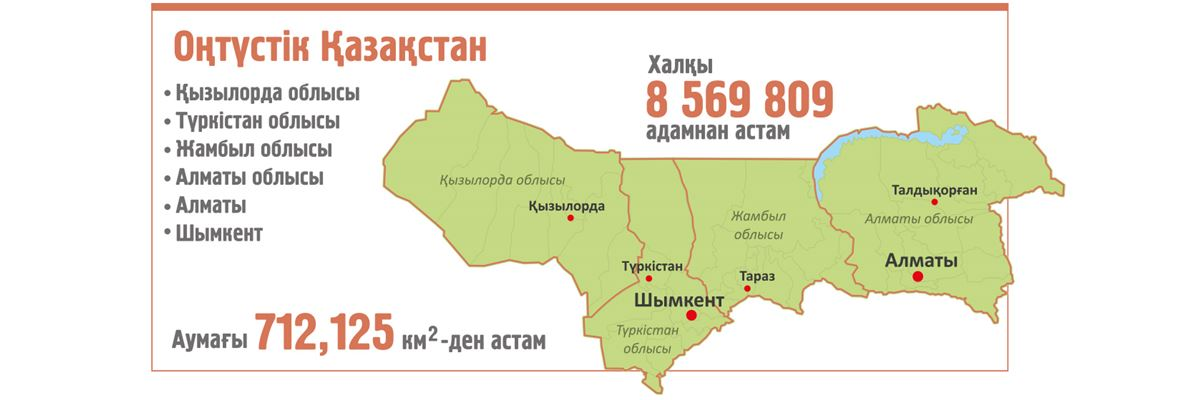 Оңтүстік Қазақстан
• Қызылорда облысы
• Түркістан облысы
• Жамбыл облысы
• Алматы облысы
• Алматы
• Шымкент
Халқы
8 569 809
адамнан астам
Қызылорда облысы
Қызылорда
Түркістан
Шымкент
Түркістан
облысы
Жамбыл
облысы
Тараз
Талдықорған
Алматы облысы
Алматы
Аумағы 712,125 км²-ден астам